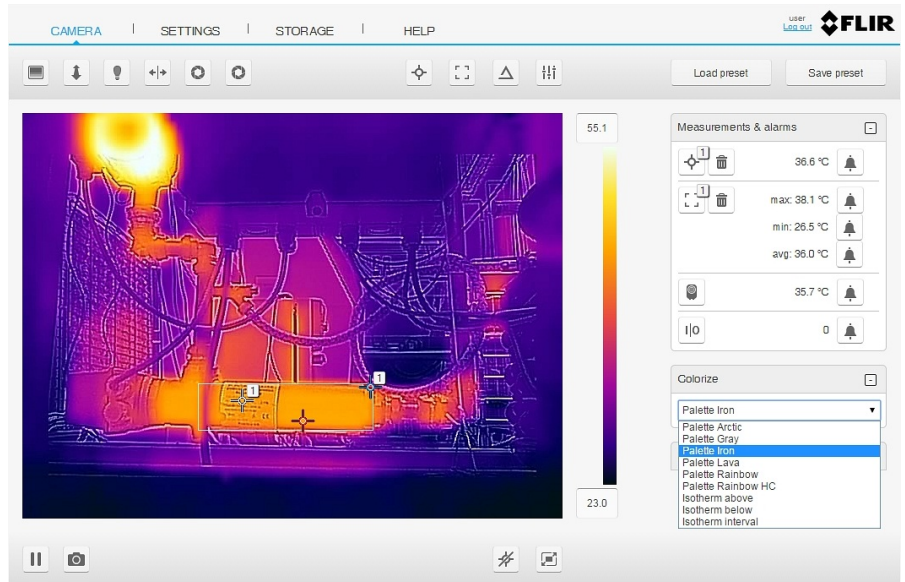 user
Log out
FLIR
CAMERA
SETTINGS
STORAGE
HELP
Load preset
Save preset
55.1
23.0
1
1
Measurements & alarms
1
36.6 °C
1
max: 38.1 °C
min: 26.5 °C
avg: 36.0 °C
35.7 °C
I|O
0
Colorize
Palette Iron
Palette Arctic
Palette Gray
Palette Iron
Palette Lava
Palette Rainbow
Palette Rainbow HC
Isotherm above
Isotherm below
Isotherm interval